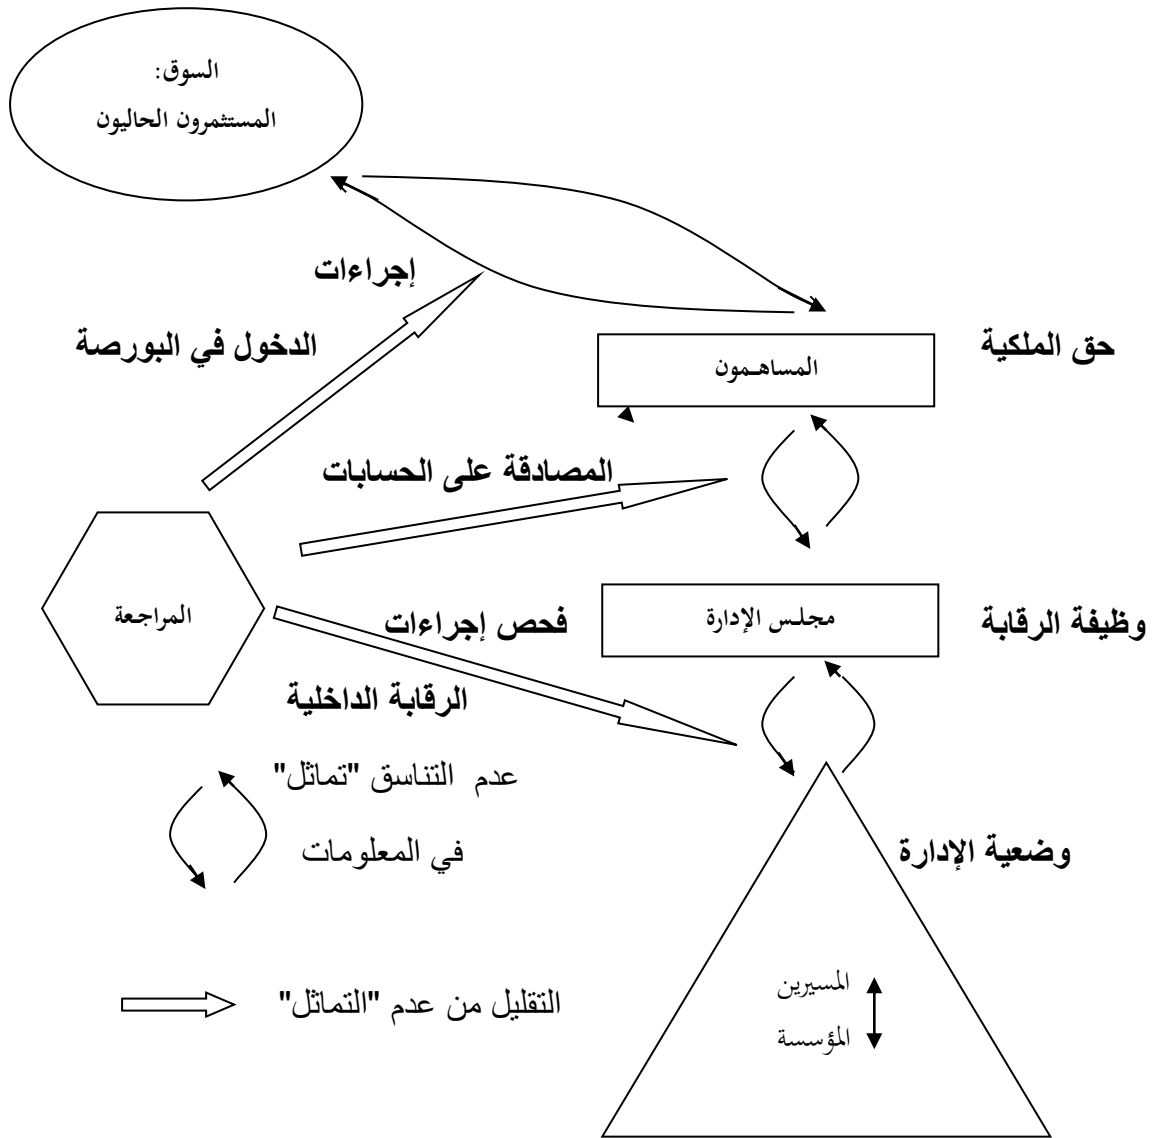 السوق:
المستثمرون الحاليون
إجراءات
الدخول في البورصة
حق الملكية
المساهمون
المصادقة على الحسابات
المراجعة
فحص إجراءات
الرقابة الداخلية
مجلس الإدارة
وظيفة الرقابة
عدم التناسق "تماثل"
في المعلومات
وضعية الإدارة
المسيرين
المؤسسة
التقليل من عدم "التماثل"